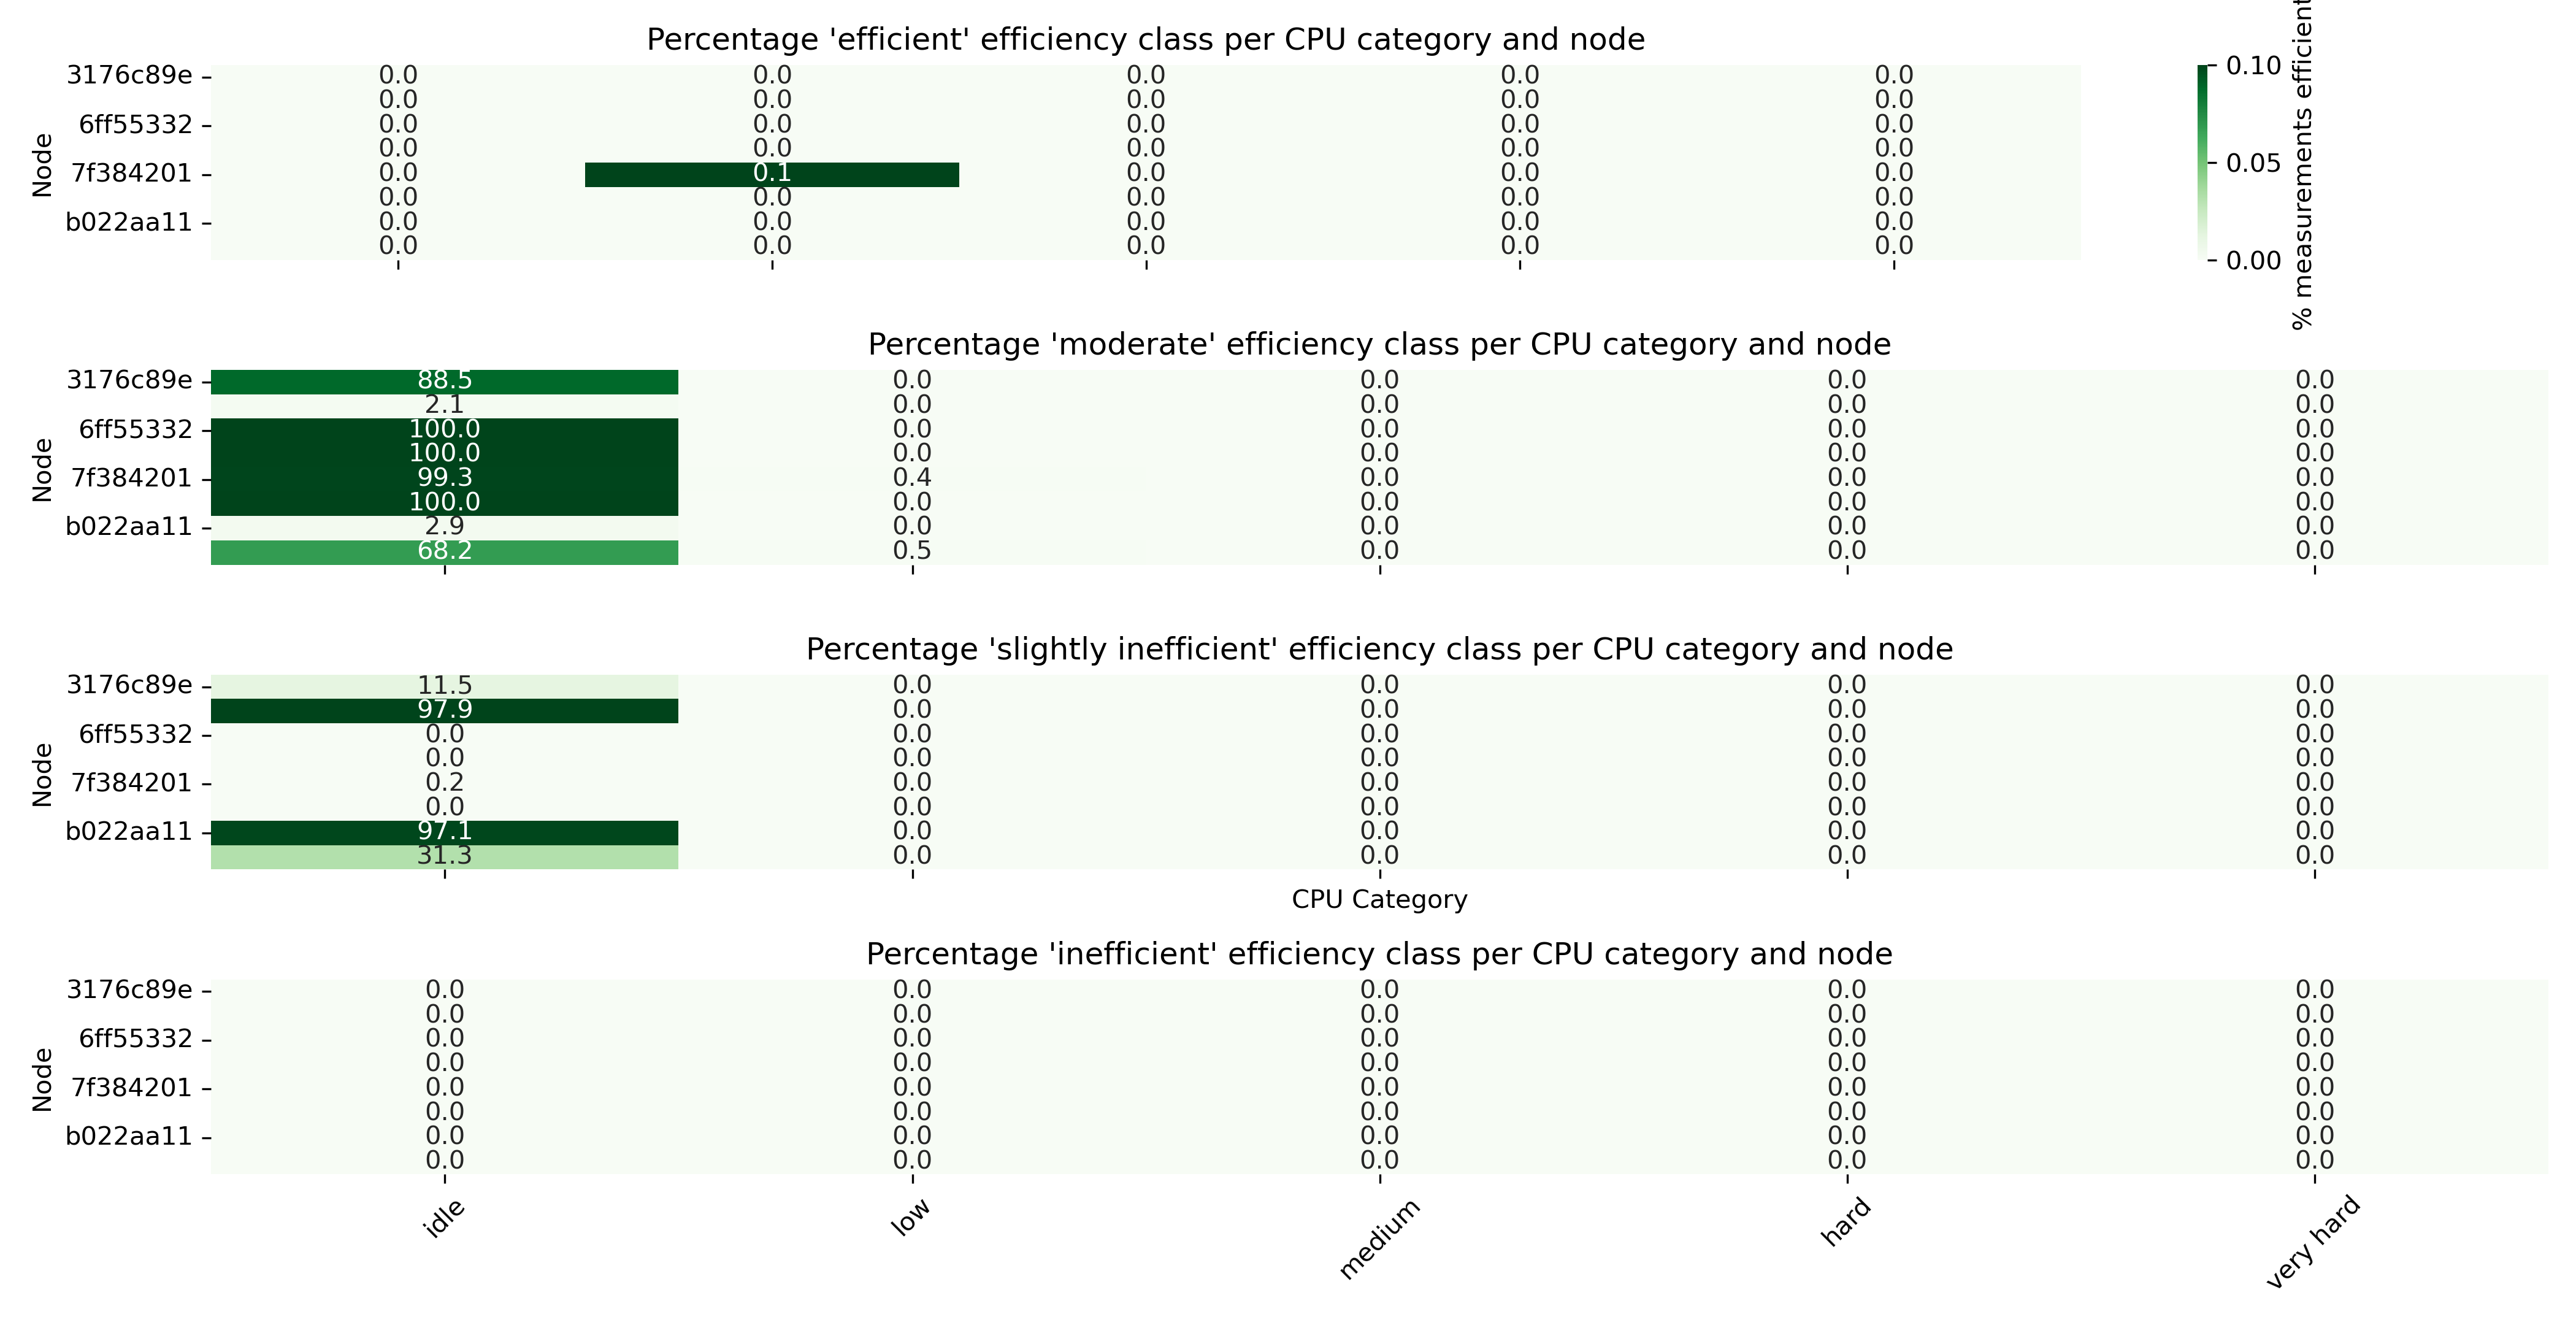 Percentage 'efficient' efficiency class per CPU category and node
Node
3176c89e 0.0 0.0 0.0 0.0 0.0
0.0 0.0 0.0 0.0 0.0
6ff55332 0.0 0.0 0.0 0.0 0.0
0.0 0.0 0.0 0.0 0.0
7f384201 0.0 0.1 0.0 0.0 0.0
0.0 0.0 0.0 0.0 0.0
b022aa11 0.0 0.0 0.0 0.0 0.0
0.0 0.0 0.0 0.0 0.0
0.10
0.05
0.00
% measurements efficient
Percentage 'moderate' efficiency class per CPU category and node
Node
3176c89e 88.5 0.0 0.0 0.0 0.0
2.1 0.0 0.0 0.0 0.0
6ff55332 100.0 0.0 0.0 0.0 0.0
100.0 0.0 0.0 0.0 0.0
7f384201 99.3 0.4 0.0 0.0 0.0
100.0 0.0 0.0 0.0 0.0
b022aa11 2.9 0.0 0.0 0.0 0.0
68.2 0.5 0.0 0.0 0.0
Percentage 'slightly inefficient' efficiency class per CPU category and node
Node
3176c89e 11.5 0.0 0.0 0.0 0.0
97.9 0.0 0.0 0.0 0.0
6ff55332 0.0 0.0 0.0 0.0 0.0
0.0 0.0 0.0 0.0 0.0
7f384201 0.2 0.0 0.0 0.0 0.0
0.0 0.0 0.0 0.0 0.0
b022aa11 97.1 0.0 0.0 0.0 0.0
31.3 0.0 0.0 0.0 0.0
CPU Category
Percentage 'inefficient' efficiency class per CPU category and node
Node
3176c89e 0.0 0.0 0.0 0.0 0.0
0.0 0.0 0.0 0.0 0.0
6ff55332 0.0 0.0 0.0 0.0 0.0
0.0 0.0 0.0 0.0 0.0
7f384201 0.0 0.0 0.0 0.0 0.0
0.0 0.0 0.0 0.0 0.0
b022aa11 0.0 0.0 0.0 0.0 0.0
0.0 0.0 0.0 0.0 0.0
idle low medium hard very hard